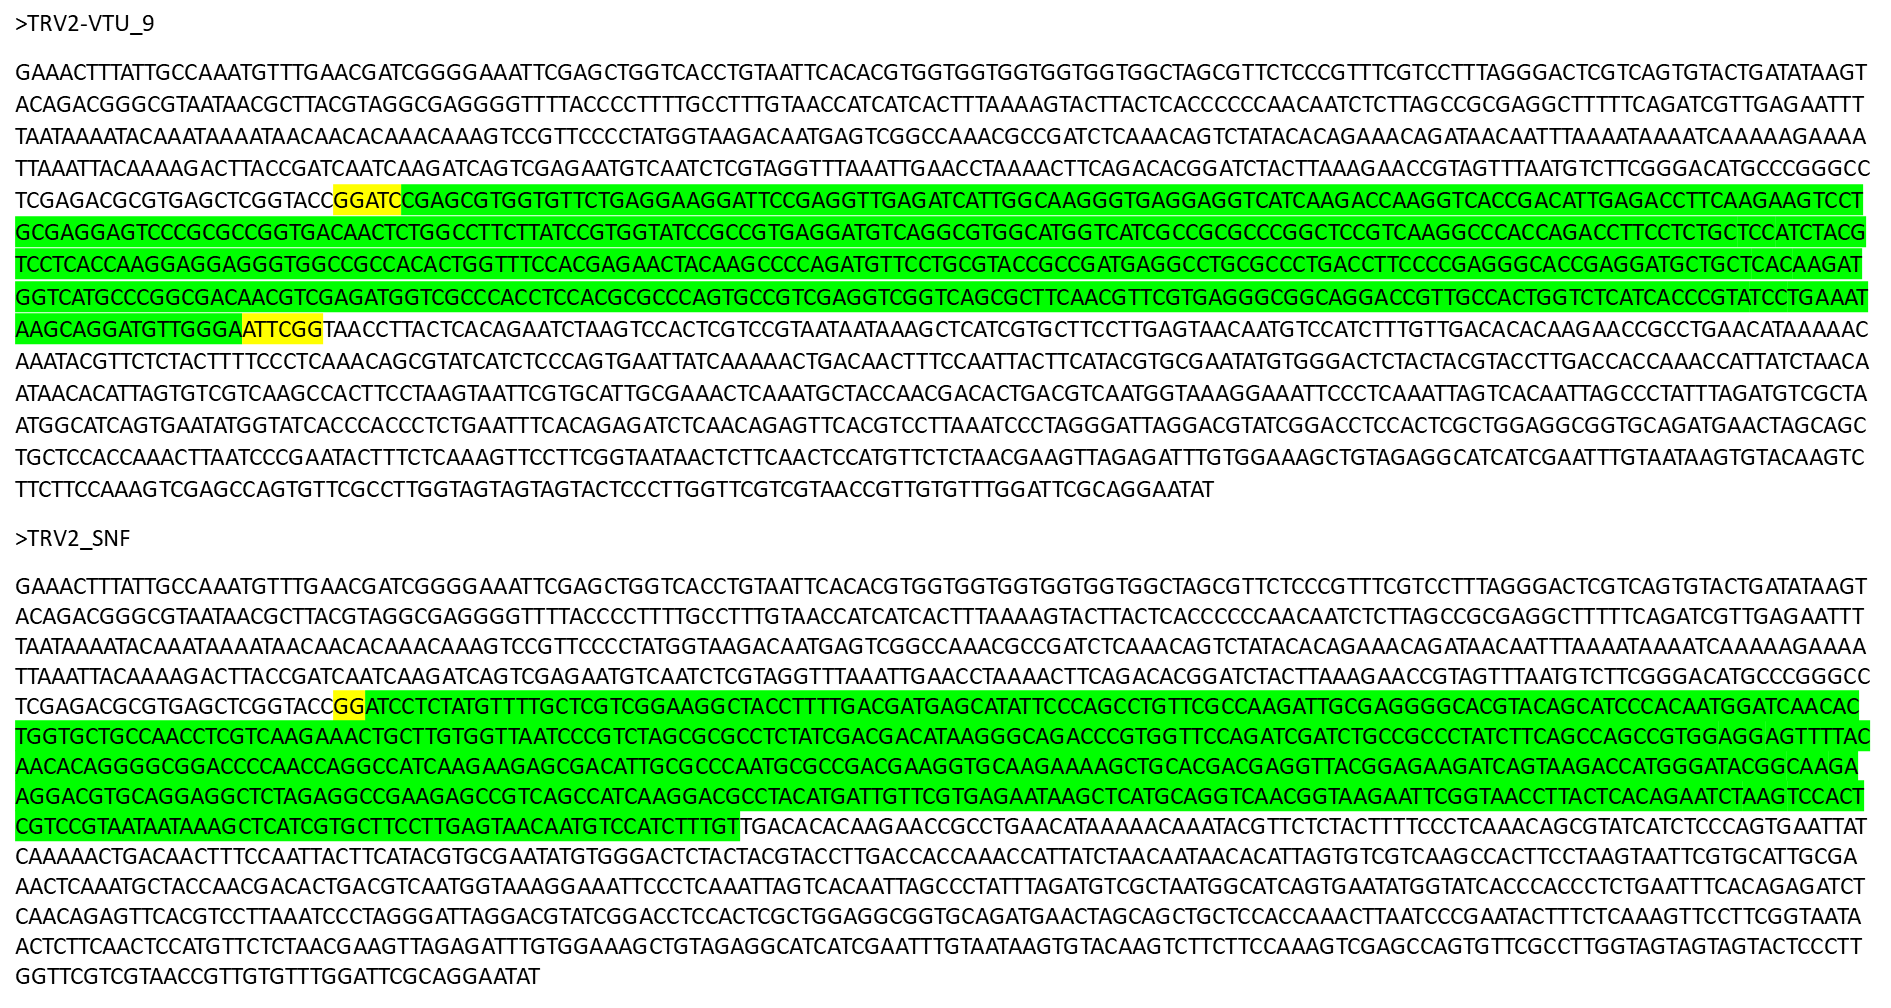 >TRV2-VTU_9
GAAACTTTATTGCCAAATGTTTGAACGATCGGGGAAATTCGAGCTGGTCACCTGTAATTCACACGTGGTGGTGGTGGTGGTGGCTAGCGTTCTCCCGTTTCGTCCTTTAGGGACTCGTCAGTGTACTGATATAAGT
ACAGACGGGCGTAATAACGCTTACGTAGGCGAGGGGTTTTACCCCTTTTGCCTTTGTAACCATCATCACTTTAAAAGTACTTACTCACCCCCCAACAATCTCTTAGCCGCGAGGCTTTTTCAGATCGTTGAGAATTT
TAATAAAATACAAATAAAATAACAACACAAACAAAGTCCGTTCCCCTATGGTAAGACAATGAGTCGGCCAAACGCCGATCTCAAACAGTCTATACACAGAAACAGATAACAATTTAAAATAAAATCAAAAAGAAAA
TTAAATTACAAAAGACTTACCGATCAATCAAGATCAGTCGAGAATGTCAATCTCGTAGGTTTAAATTGAACCTAAAACTTCAGACACGGATCTACTTAAAGAACCGTAGTTTAATGTCTTCGGGACATGCCCGGGCC
TCGAGACGCGTGAGCTCGGTACCGGATCCGAGCGTGGTGTTCTGAGGAAGGATTCCGAGGTTGAGATCATTGGCAAGGGTGAGGAGGTCATCAAGACCAAGGTCACCGACATTGAGACCTTCAAGAAGTCCT
GCGAGGAGTCCCGCGCCGGTGACAACTCTGGCCTTCTTATCCGTGGTATCCGCCGTGAGGATGTCAGGCGTGGCATGGTCATCGCCGCGCCCGGCTCCGTCAAGGCCCACCAGACCTTCCTCTGCTCCATCTACG
TCCTCACCAAGGAGGAGGGTGGCCGCCACACTGGTTTCCACGAGAACTACAAGCCCCAGATGTTCCTGCGTACCGCCGATGAGGCCTGCGCCCTGACCTTCCCCGAGGGCACCGAGGATGCTGCTCACAAGAT
GGTCATGCCCGGCGACAACGTCGAGATGGTCGCCCACCTCCACGCGCCCAGTGCCGTCGAGGTCGGTCAGCGCTTCAACGTTCGTGAGGGCGGCAGGACCGTTGCCACTGGTCTCATCACCCGTATCCTGAAAT
AAGCAGGATGTTGGGAATTCGGTAACCTTACTCACAGAATCTAAGTCCACTCGTCCGTAATAATAAAGCTCATCGTGCTTCCTTGAGTAACAATGTCCATCTTTGTTGACACACAAGAACCGCCTGAACATAAAAAC
AAATACGTTCTCTACTTTTCCCTCAAACAGCGTATCATCTCCCAGTGAATTATCAAAAACTGACAACTTTCCAATTACTTCATACGTGCGAATATGTGGGACTCTACTACGTACCTTGACCACCAAACCATTATCTAACA
ATAACACATTAGTGTCGTCAAGCCACTTCCTAAGTAATTCGTGCATTGCGAAACTCAAATGCTACCAACGACACTGACGTCAATGGTAAAGGAAATTCCCTCAAATTAGTCACAATTAGCCCTATTTAGATGTCGCTA
ATGGCATCAGTGAATATGGTATCACCCACCCTCTGAATTTCACAGAGATCTCAACAGAGTTCACGTCCTTAAATCCCTAGGGATTAGGACGTATCGGACCTCCACTCGCTGGAGGCGGTGCAGATGAACTAGCAGC
TGCTCCACCAAACTTAATCCCGAATACTTTCTCAAAGTTCCTTCGGTAATAACTCTTCAACTCCATGTTCTCTAACGAAGTTAGAGATTTGTGGAAAGCTGTAGAGGCATCATCGAATTTGTAATAAGTGTACAAGTC
TTCTTCCAAAGTCGAGCCAGTGTTCGCCTTGGTAGTAGTAGTACTCCCTTGGTTCGTCGTAACCGTTGTGTTTGGATTCGCAGGAATAT
>TRV2_SNF
GAAACTTTATTGCCAAATGTTTGAACGATCGGGGAAATTCGAGCTGGTCACCTGTAATTCACACGTGGTGGTGGTGGTGGTGGCTAGCGTTCTCCCGTTTCGTCCTTTAGGGACTCGTCAGTGTACTGATATAAGT
ACAGACGGGCGTAATAACGCTTACGTAGGCGAGGGGTTTTACCCCTTTTGCCTTTGTAACCATCATCACTTTAAAAGTACTTACTCACCCCCCAACAATCTCTTAGCCGCGAGGCTTTTTCAGATCGTTGAGAATTT
TAATAAAATACAAATAAAATAACAACACAAACAAAGTCCGTTCCCCTATGGTAAGACAATGAGTCGGCCAAACGCCGATCTCAAACAGTCTATACACAGAAACAGATAACAATTTAAAATAAAATCAAAAAGAAAA
TTAAATTACAAAAGACTTACCGATCAATCAAGATCAGTCGAGAATGTCAATCTCGTAGGTTTAAATTGAACCTAAAACTTCAGACACGGATCTACTTAAAGAACCGTAGTTTAATGTCTTCGGGACATGCCCGGGCC
TCGAGACGCGTGAGCTCGGTACCGGATCCTCTATGTTTTGCTCGTCGGAAGGCTACCTTTTGACGATGAGCATATTCCCAGCCTGTTCGCCAAGATTGCGAGGGGCACGTACAGCATCCCACAATGGATCAACAC
TGGTGCTGCCAACCTCGTCAAGAAACTGCTTGTGGTTAATCCCGTCTAGCGCGCCTCTATCGACGACATAAGGGCAGACCCGTGGTTCCAGATCGATCTGCCGCCCTATCTTCAGCCAGCCGTGGAGGAGTTTTAC
AACACAGGGGCGGACCCCAACCAGGCCATCAAGAAGAGCGACATTGCGCCCAATGCGCCGACGAAGGTGCAAGAAAAGCTGCACGACGAGGTTACGGAGAAGATCAGTAAGACCATGGGATACGGCAAGA
AGGACGTGCAGGAGGCTCTAGAGGCCGAAGAGCCGTCAGCCATCAAGGACGCCTACATGATTGTTCGTGAGAATAAGCTCATGCAGGTCAACGGTAAGAATTCGGTAACCTTACTCACAGAATCTAAGTCCACT
CGTCCGTAATAATAAAGCTCATCGTGCTTCCTTGAGTAACAATGTCCATCTTTGTTGACACACAAGAACCGCCTGAACATAAAAACAAATACGTTCTCTACTTTTCCCTCAAACAGCGTATCATCTCCCAGTGAATTAT
CAAAAACTGACAACTTTCCAATTACTTCATACGTGCGAATATGTGGGACTCTACTACGTACCTTGACCACCAAACCATTATCTAACAATAACACATTAGTGTCGTCAAGCCACTTCCTAAGTAATTCGTGCATTGCGA
AACTCAAATGCTACCAACGACACTGACGTCAATGGTAAAGGAAATTCCCTCAAATTAGTCACAATTAGCCCTATTTAGATGTCGCTAATGGCATCAGTGAATATGGTATCACCCACCCTCTGAATTTCACAGAGATCT
CAACAGAGTTCACGTCCTTAAATCCCTAGGGATTAGGACGTATCGGACCTCCACTCGCTGGAGGCGGTGCAGATGAACTAGCAGCTGCTCCACCAAACTTAATCCCGAATACTTTCTCAAAGTTCCTTCGGTAATA
ACTCTTCAACTCCATGTTCTCTAACGAAGTTAGAGATTTGTGGAAAGCTGTAGAGGCATCATCGAATTTGTAATAAGTGTACAAGTCTTCTTCCAAAGTCGAGCCAGTGTTCGCCTTGGTAGTAGTAGTACTCCCTT
GGTTCGTCGTAACCGTTGTGTTTGGATTCGCAGGAATAT